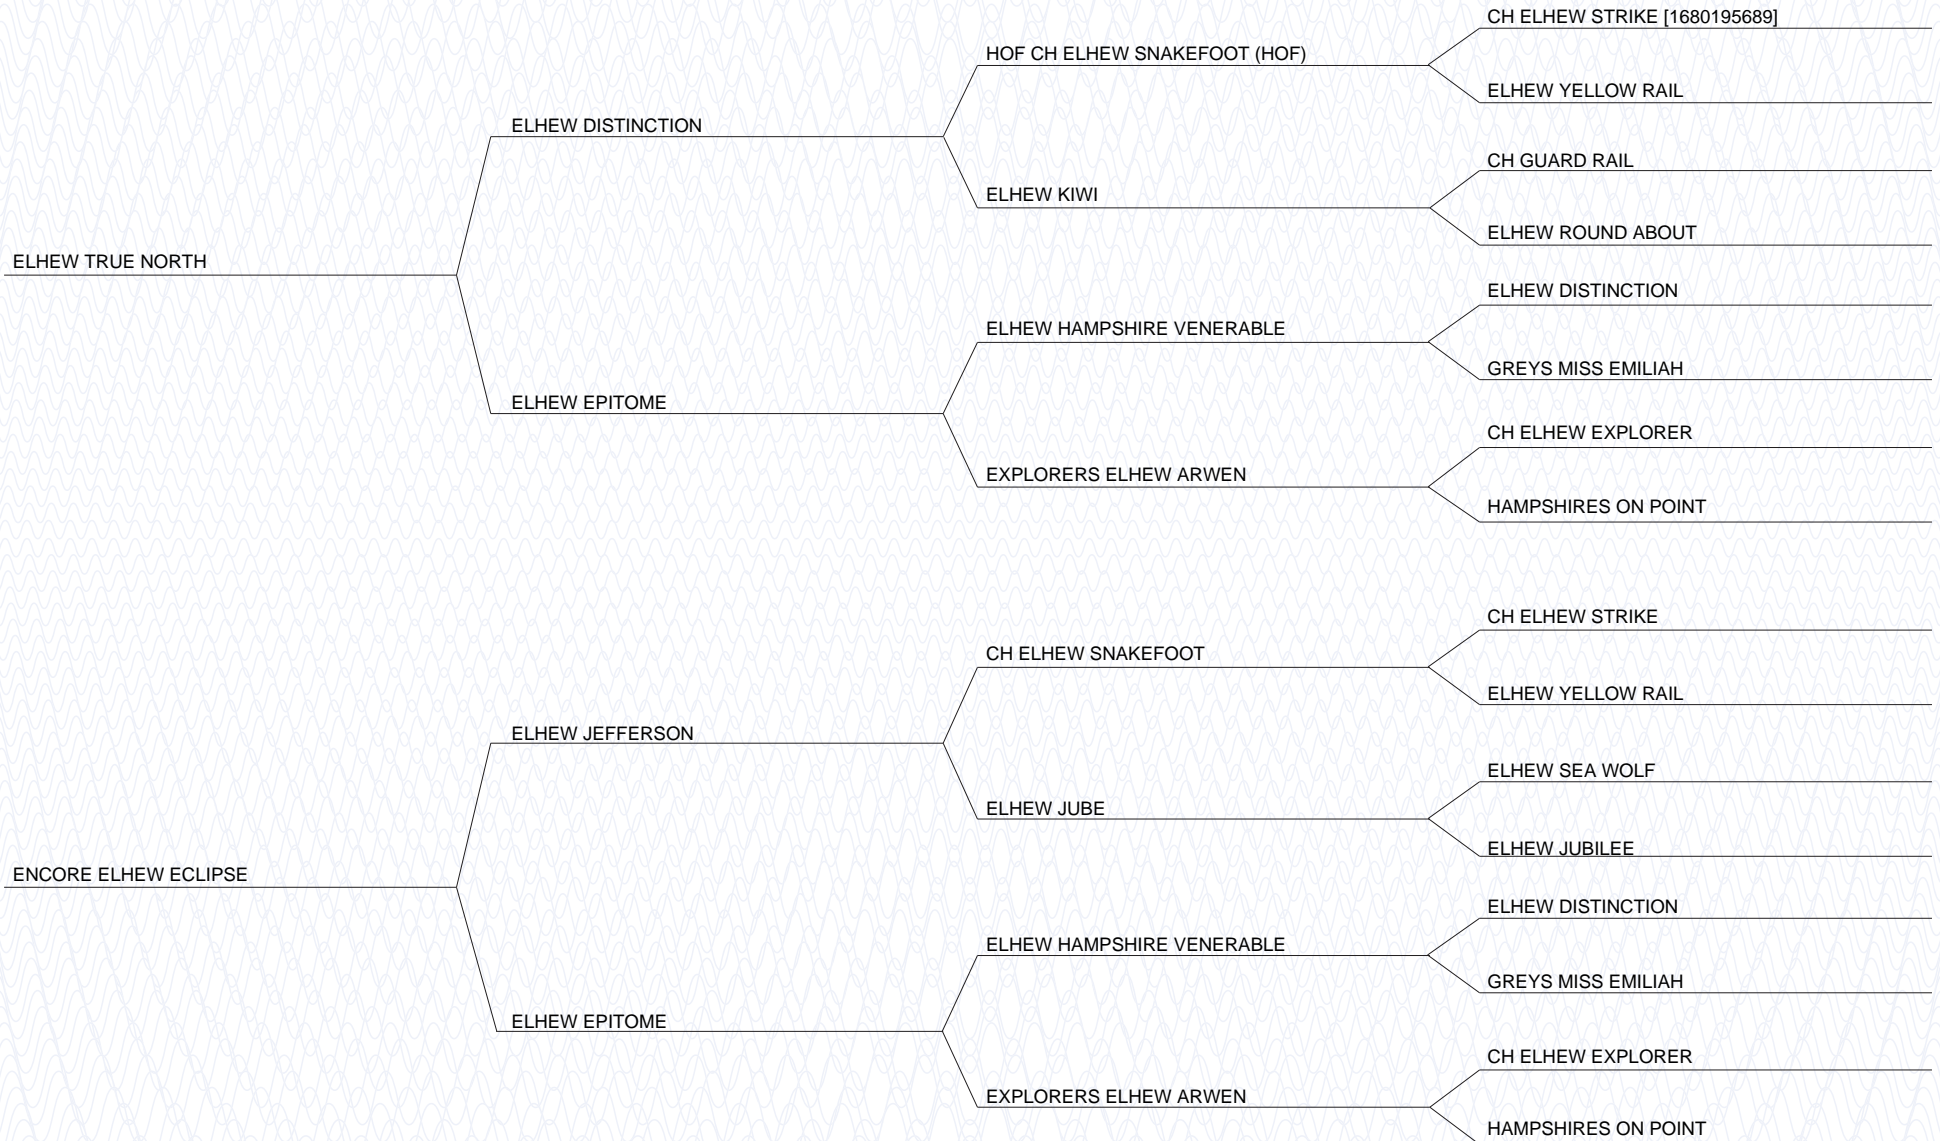 CH ELHEW STRIKE [1680195689]
HOF CH ELHEW SNAKEFOOT (HOF)
ELHEW YELLOW RAIL
ELHEW DISTINCTION
CH GUARD RAIL
ELHEW KIWI
ELHEW ROUND ABOUT
ELHEW TRUE NORTH
ELHEW DISTINCTION
ELHEW HAMPSHIRE VENERABLE
GREYS MISS EMILIAH
ELHEW EPITOME
CH ELHEW EXPLORER
EXPLORERS ELHEW ARWEN
HAMPSHIRES ON POINT
CH ELHEW STRIKE
CH ELHEW SNAKEFOOT
ELHEW YELLOW RAIL
ELHEW JEFFERSON
ELHEW SEA WOLF
ELHEW JUBE
ELHEW JUBILEE
ENCORE ELHEW ECLIPSE
ELHEW DISTINCTION
ELHEW HAMPSHIRE VENERABLE
GREYS MISS EMILIAH
ELHEW EPITOME
CH ELHEW EXPLORER
EXPLORERS ELHEW ARWEN
HAMPSHIRES ON POINT